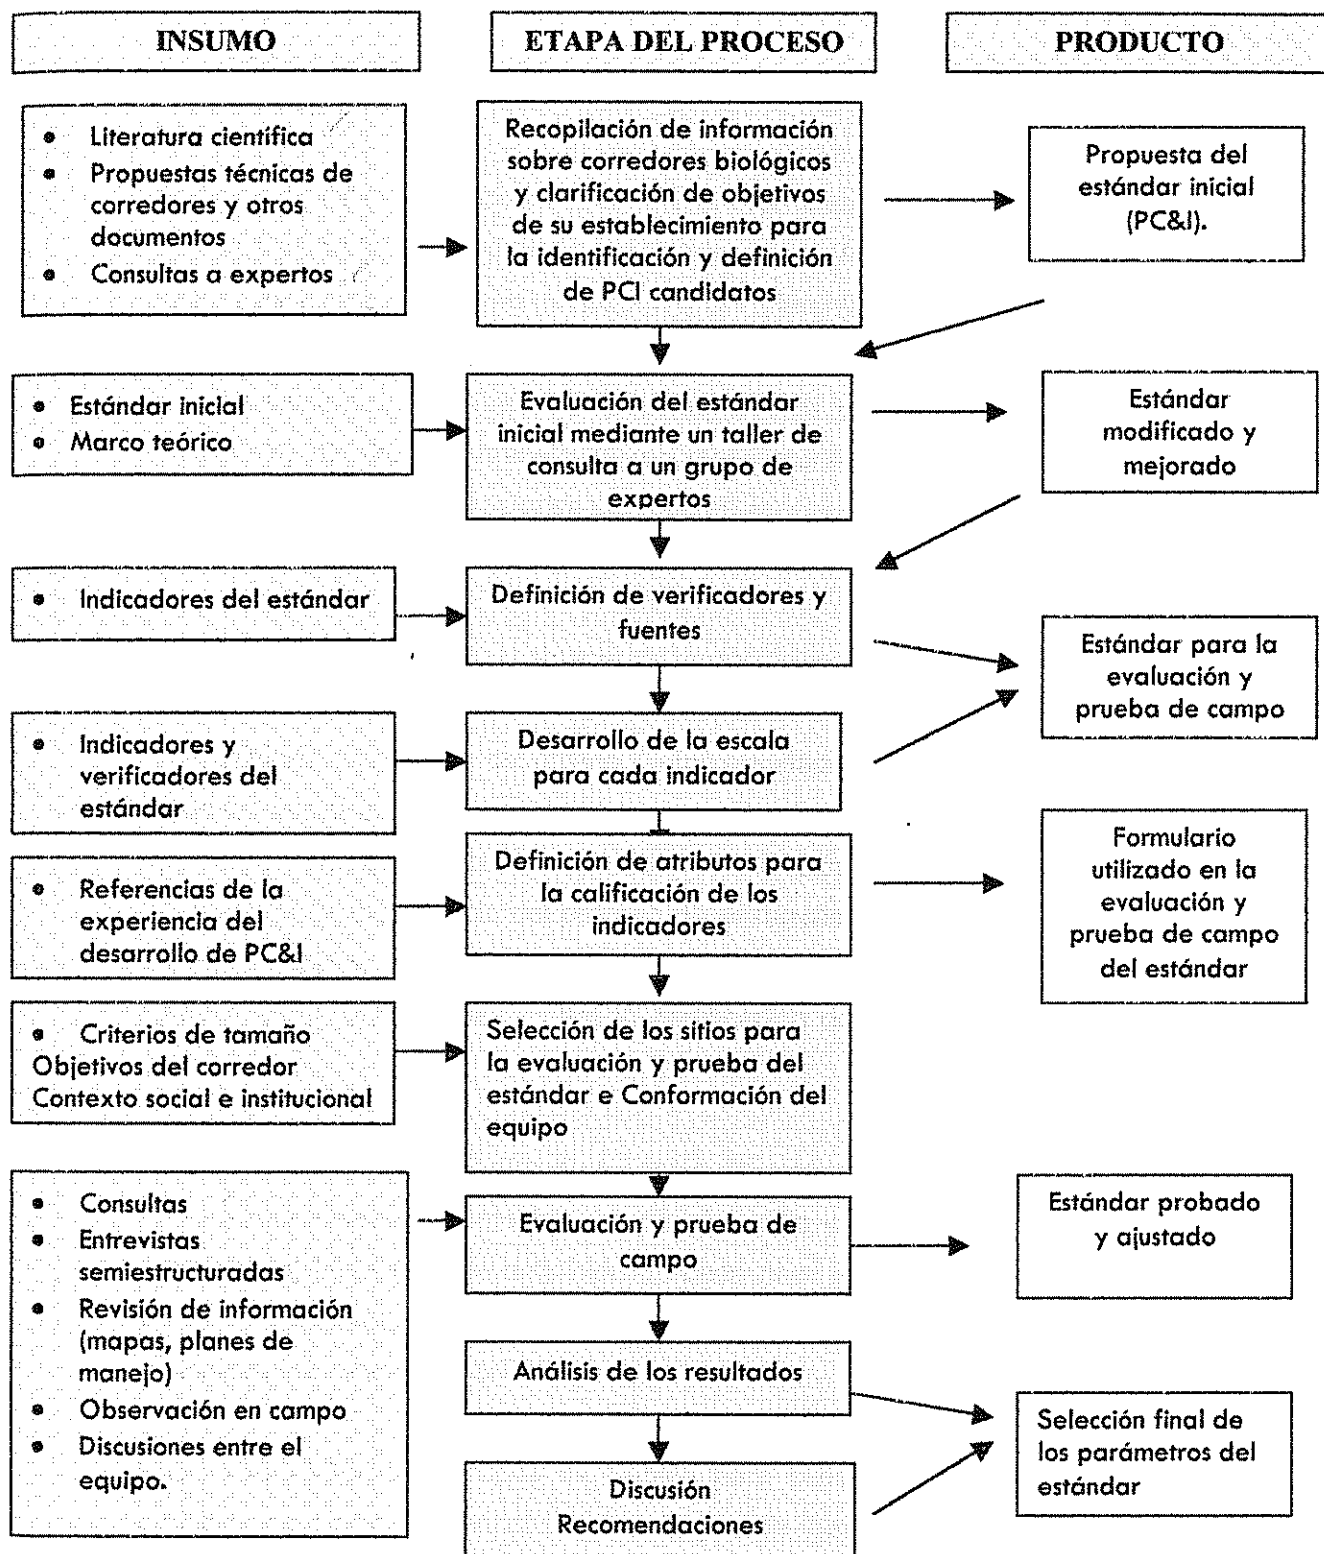 INSUMO
ETAPA DEL PROCESO
PRODUCTO
• Literatura científica
• Propuestas técnicas de
corredores y otros
documentos
• Consultas a expertos
Recopilación de información
sobre corredores biológicos
y clarificación de objetivos
de su establecimiento para
la identificación y definición
de PCI candidatos
Propuesta del
estándar inicial
(PC&I).
• Estándar inicial
• Marco teórico
Evaluación del estándar
inicial mediante un taller de
consulta a un grupo de
expertos
Estándar
modificado y
mejorado
• Indicadores del estándar
Definición de verificadores y
fuentes
Estándar para la
evaluación y
prueba de campo
• Indicadores y
verificadores del
estándar
Desarrollo de la escala
para cada indicador
• Referencias de la
experiencia del
desarrollo de PC&I
Definición de atributos para
la calificación de los
indicadores
Formulario
utilizado en la
evaluación y
prueba de campo
del estándar
• Criterios de tamaño
Objetivos del corredor
Contexto social e institucional
Selección de los sitios para
la evaluación y prueba del
estándar e Conformación del
equipo
• Consultas
• Entrevistas
semiestructuradas
• Revisión de información
(mapas, planes de
manejo)
• Observación en campo
• Discusiones entre el
equipo.
Evaluación y prueba de
campo
Estándar probado
y ajustado
Análisis de los resultados
Selección final de
los parámetros del
estándar
Discusión
Recomendaciones